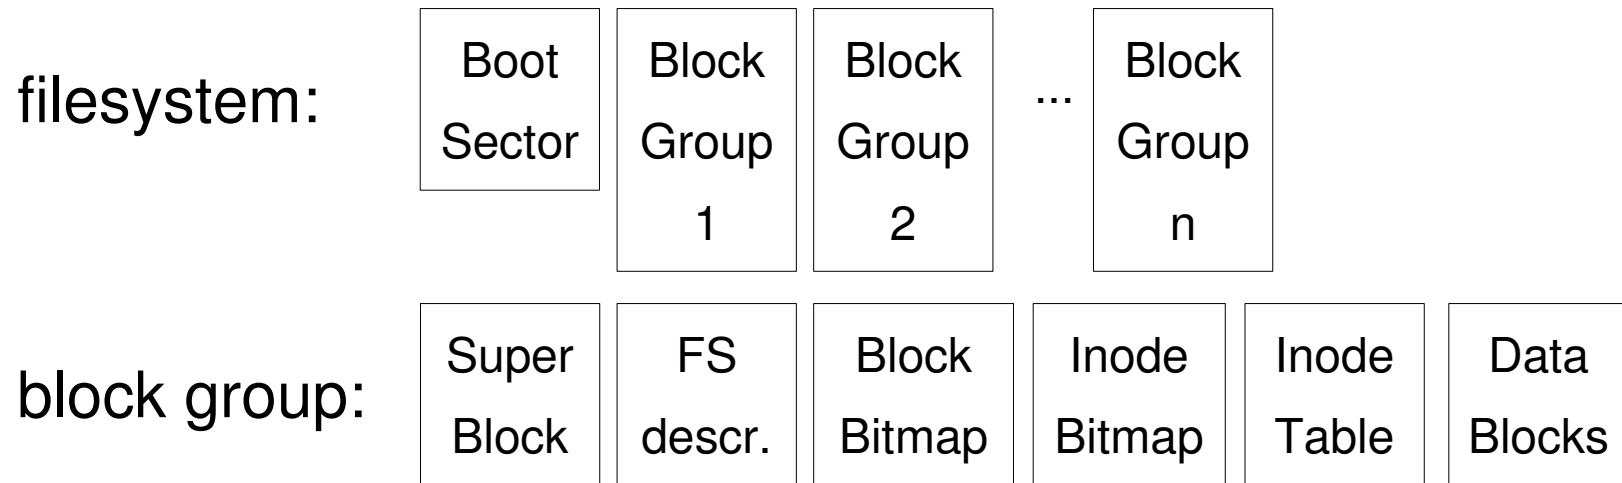 filesystem:
Boot
Sector
Block
Group
1
Block
Group
2
...
Block
Group
n
block group:
Super
Block
FS
descr.
Block
Bitmap
Inode
Bitmap
Inode
Table
Data
Blocks